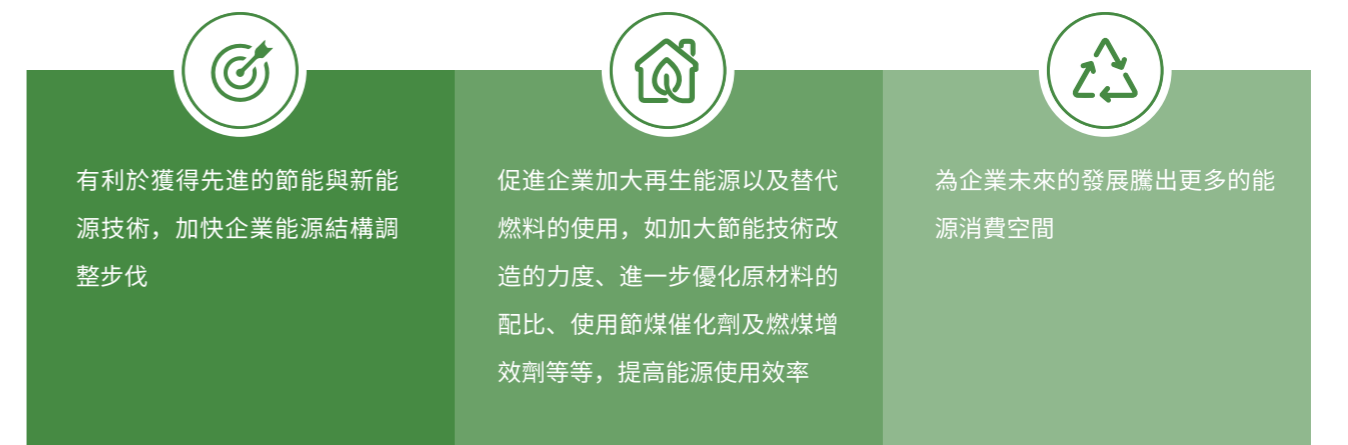 有利於獲得先進的節能與新能
源技術，加快企業能源結構調
整步伐
促進企業加大再生能源以及替代
燃料的使用，如加大節能技術改
造的力度、進一步優化原材料的
配比、使用節煤催化劑及燃煤增
效劑等等，提高能源使用效率
為企業未來的發展騰出更多的能
源消費空間